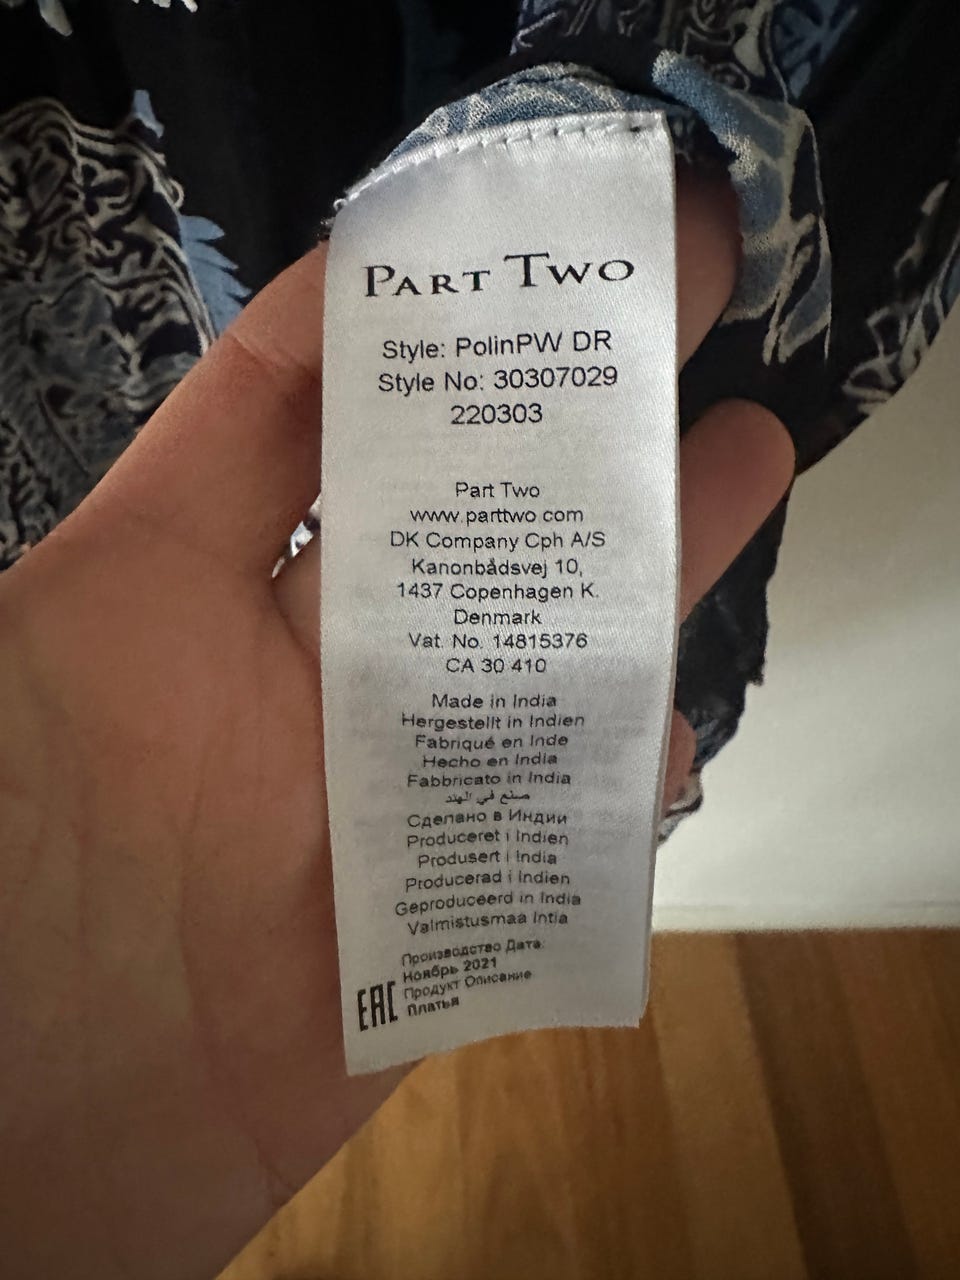 PART TWO
Style: PolinPW DR
Style No: 30307029
220303
Part Two
www.parttwo.com
DK Company Cph A/S
Kanonbådsvej 10,
1437 Copenhagen K.
Denmark
Vat. No. 14815376
CA 30 410
Made in India
Hergestellt in Indien
Fabriqué en Inde
Hecho en India
Fabbricato in India
صنع في الهند
Сделано в Индии
Produceret i Indien
Produsert i India
Producerad i Indien
Geproduceerd in India
Valmistusmaa Intia
Производство Дата:
Ноябрь 2021
Продукт Описание
Платья
EAC